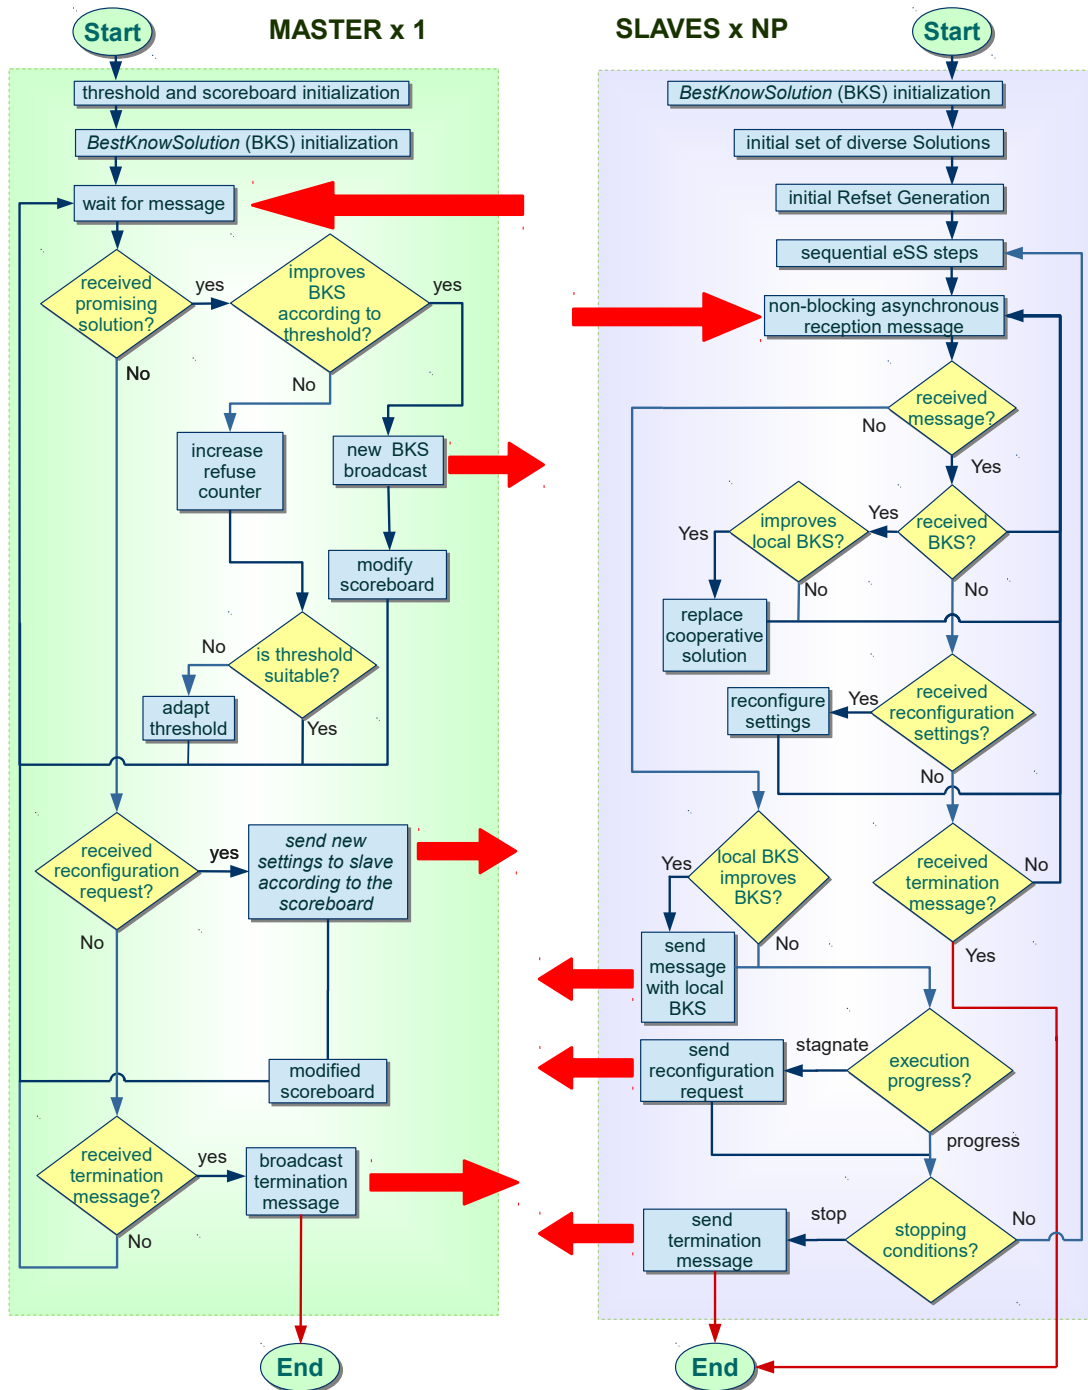 Start
MASTER x 1
threshold and scoreboard initialization
BestKnowSolution (BKS) initialization
wait for message
received
promising
solution?
yes
improves
BKS
according to
threshold?
yes
No
No
increase
refuse
counter
new BKS
broadcast
modify
scoreboard
is threshold
suitable?
No
adapt
threshold
Yes
received
reconfiguration
request?
yes
send new
settings to slave
according to the
scoreboard
No
modified
scoreboard
received
termination
message?
yes
broadcast
termination
message
No
End
SLAVES x NP
Start
BestKnowSolution (BKS) initialization
initial set of diverse Solutions
initial Refset Generation
sequential eSS steps
non-blocking asynchronous
reception message
received
message?
No
Yes
received
BKS?
Yes
improves
local BKS?
Yes
No
No
replace
cooperative
solution
received
reconfiguration
settings?
Yes
reconfigure
settings
No
received
termination
message?
No
Yes
local BKS
improves
BKS?
Yes
No
send
message
with local
BKS
execution
progress?
stagnate
send
reconfiguration
request
progress
stopping
conditions?
No
stop
send
termination
message
End